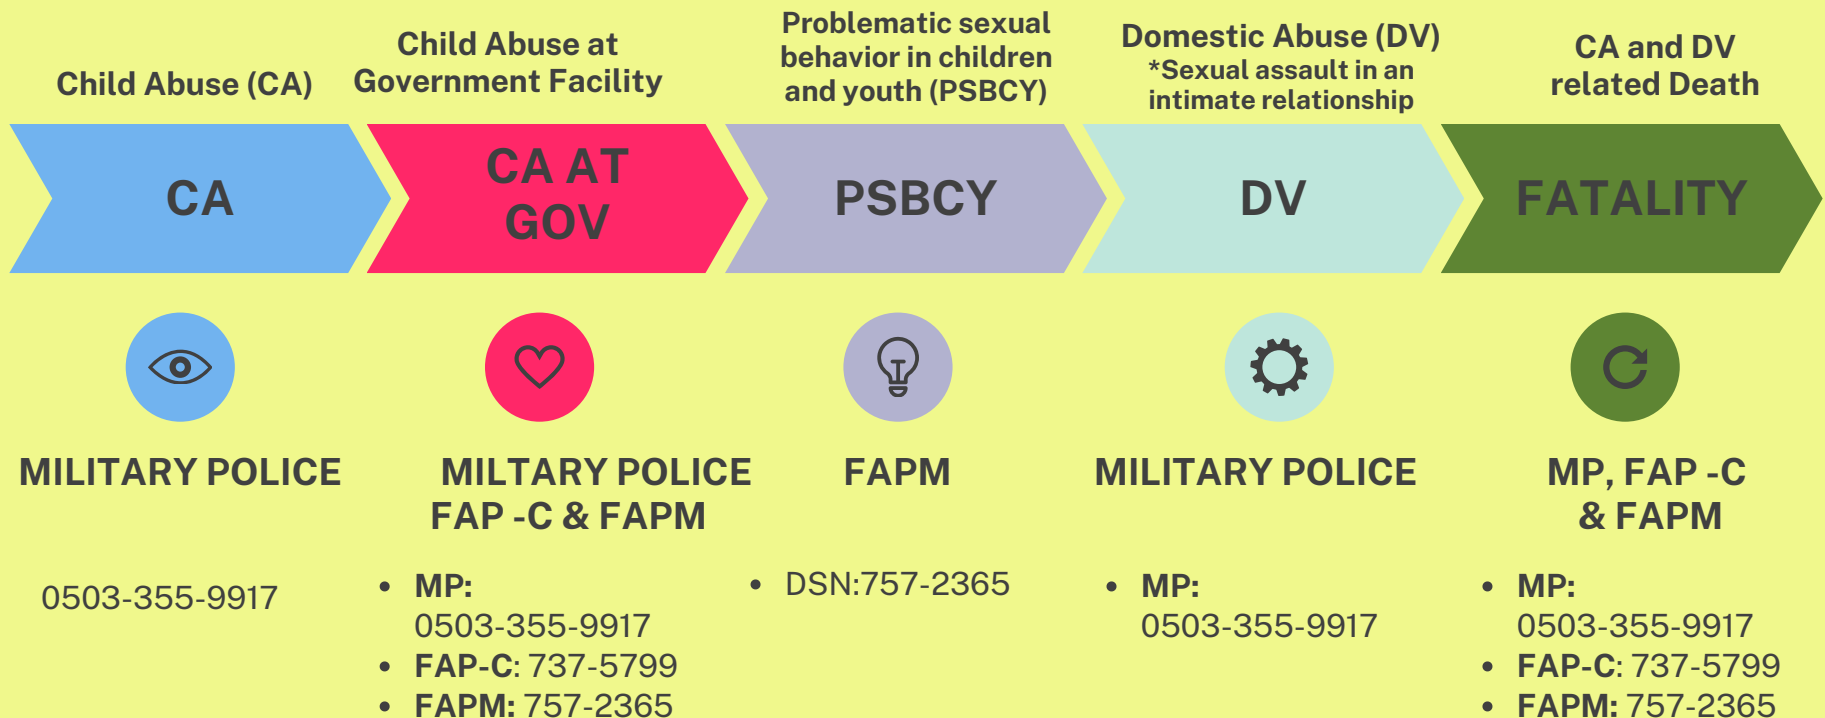 Child Abuse (CA)
Child Abuse at
Government Facility
Problematic sexual
behavior in children
and youth (PSBCY)
Domestic Abuse (DV)
*Sexual assault in an
intimate relationship
CA and DV
related Death
CA
CA AT
GOV
PSBCY
DV
FATALITY
MILITARY POLICE
0503-355-9917
MILTARY POLICE
FAP -C & FAPM
• MP:
0503-355-9917
• FAP-C: 737-5799
• FAPM: 757-2365
FAPM
• DSN:757-2365
MILITARY POLICE
• MP:
0503-355-9917
MP, FAP -C
& FAPM
• MP:
0503-355-9917
• FAP-C: 737-5799
• FAPM: 757-2365